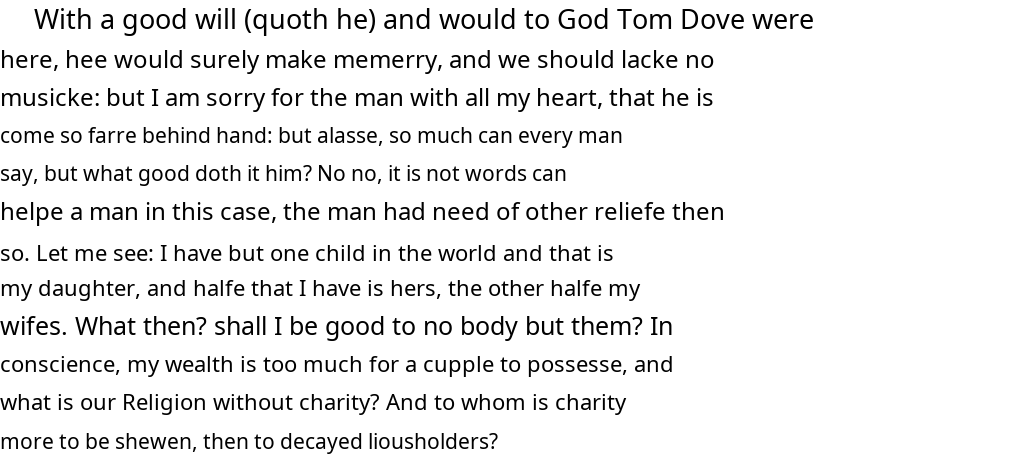 With a good will (quoth he) and would to God Tom Dove were
here, hee would surely make memerry, and we should lacke no
musicke: but I am sorry for the man with all my heart, that he is
come so farre behind hand: but alasse, so much can every man
say, but what good doth it him? No no, it is not words can
helpe a man in this case, the man had need of other reliefe then
so. Let me see: I have but one child in the world and that is
my daughter, and halfe that I have is hers, the other halfe my
wifes. What then? shall I be good to no body but them? In
conscience, my wealth is too much for a cupple to possesse, and
what is our Religion without charity? And to whom is charity
more to be shewen, then to decayed liousholders?